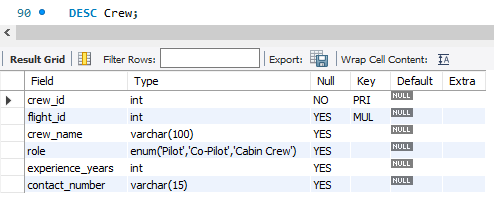 90 DESC Crew;
Result Grid Filter Rows: Export: Wrap Cell Content: IA
Field Type Null Key Default Extra
crew_id int NO PRI NULL
flight_id int YES MUL NULL
crew_name varchar(100) YES NULL
role enum('Pilot','Co-Pilot','Cabin Crew') YES NULL
experience_years int YES NULL
contact_number varchar(15) YES NULL